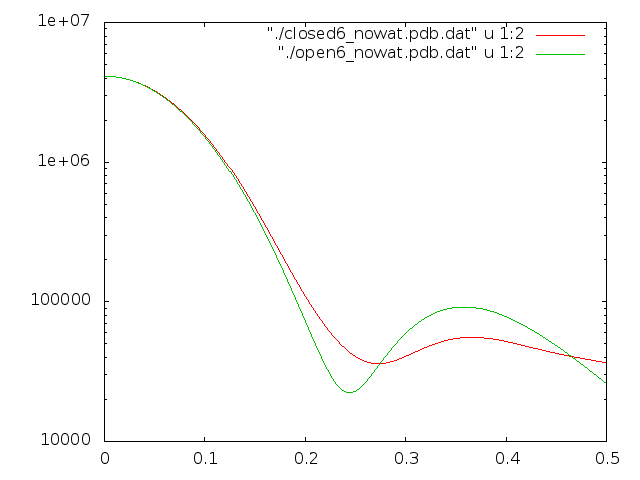 1e+07
"./closed6_nowat.pdb.dat" u 1:2
"./open6_nowat.pdb.dat" u 1:2
1e+06
100000
10000
0 0.1 0.2 0.3 0.4 0.5